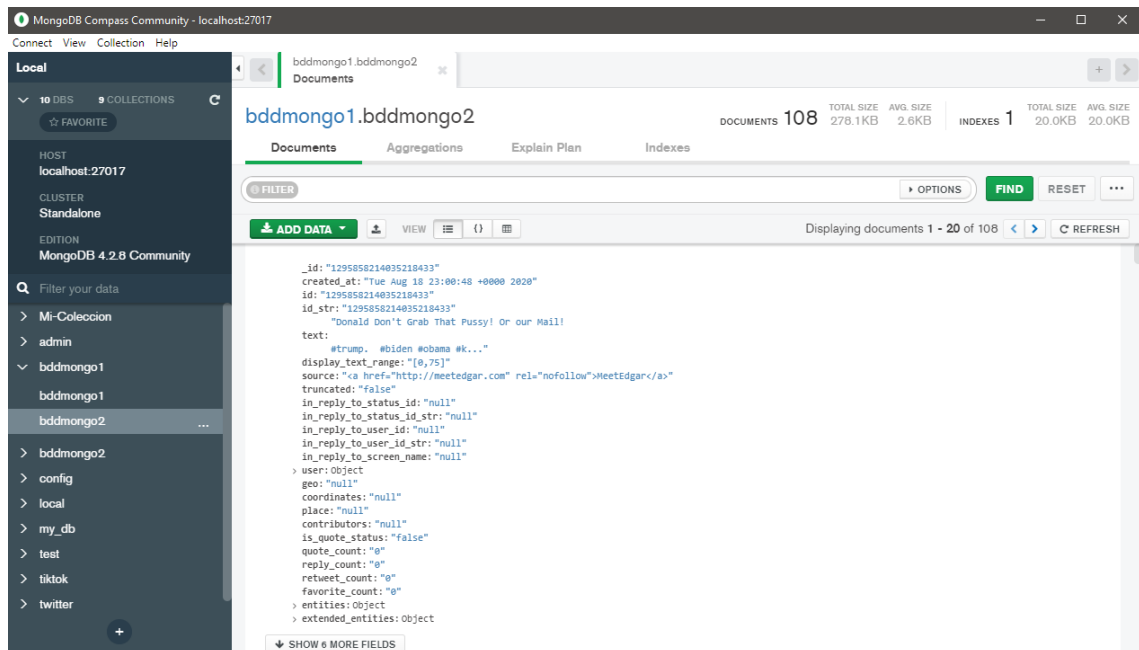 MongoDB Compass Community - localhost:27017
Connect View Collection Help
Local
10 DBS 9 COLLECTIONS
☆ FAVORITE
HOST
localhost:27017
CLUSTER
Standalone
EDITION
MongoDB 4.2.8 Community
Filter your data
Mi-Coleccion
admin
bddmongo1
bddmongo1
bddmongo2
...
bddmongo2
config
local
my_db
test
tiktok
twitter
+
bddmongo1.bddmongo2
Documents
bddmongo1.bddmongo2
DOCUMENTS 108 TOTAL SIZE 278.1KB AVG. SIZE 2.6KB INDEXES 1 TOTAL SIZE 20.0KB AVG. SIZE 20.0KB
Documents Aggregations Explain Plan Indexes
FILTER OPTIONS FIND RESET ...
ADD DATA VIEW {} Displaying documents 1 - 20 of 108 < > REFRESH
_id: "1295858214035218433"
created_at: "Tue Aug 18 23:00:48 +0000 2020"
id: "1295858214035218433"
id_str: "1295858214035218433"
"Donald Don't Grab That Pussy! Or our Mail!
text:
#trump. #biden #obama #k..."
display_text_range: "[0,75]"
source: "<a href="http://meetedgar.com" rel="nofollow">MeetEdgar</a>"
truncated: "false"
in_reply_to_status_id: "null"
in_reply_to_status_id_str: "null"
in_reply_to_user_id: "null"
in_reply_to_user_id_str: "null"
in_reply_to_screen_name: "null"
> user: Object
geo: "null"
coordinates: "null"
place: "null"
contributors: "null"
is_quote_status: "false"
quote_count: "0"
reply_count: "0"
retweet_count: "0"
favorite_count: "0"
> entities: Object
> extended_entities: Object
SHOW 6 MORE FIELDS